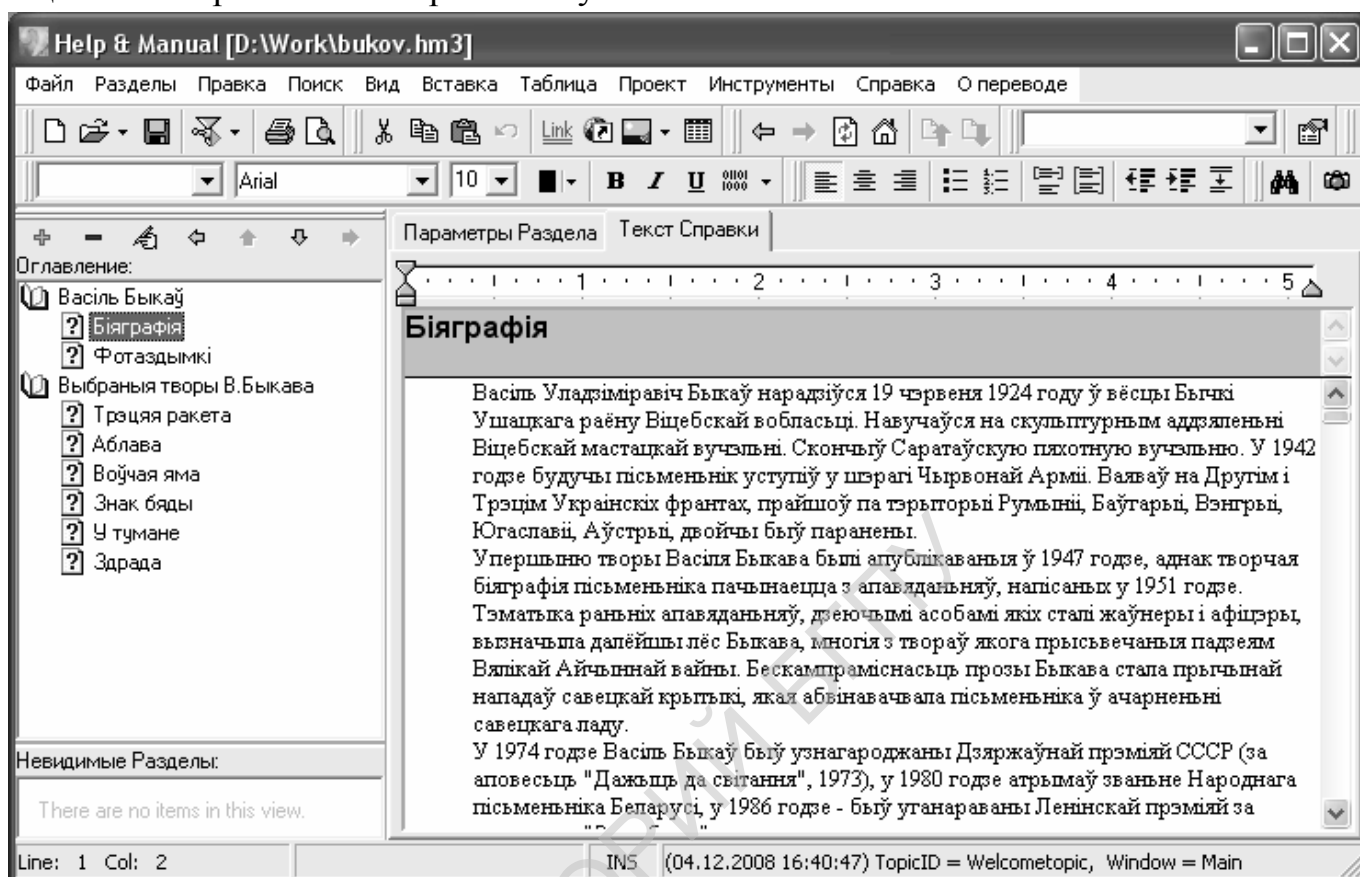 Help & Manual [D:\Work\bukov.hm3]
Файл Разделы Правка Поиск Вид Вставка Таблица Проект Инструменты Справка О переводе
Link
Arial 10 B I U
Параметры Раздела Текст Справки
Оглавление:
1 2 3 4 5
Васіль Быкаў
Біяграфія
Фотаздымкі
Выбраныя творы В.Быкава
Трэцяя ракета
Аблава
Воўчая яма
Знак бяды
У тумане
Здрада
Невидимые Разделы:
There are no items in this view.
Біяграфія
Васіль Уладзіміравіч Быкаў нарадзіўся 19 чэрвеня 1924 году ў вёсцы Бычкі
Ушацкага раёну Віцебскай вобласьці. Навучаўся на скульптурным аддзяленьні
Віцебскай мастацкай вучэльні. Скончыў Саратаўскую пяхотную вучэльню. У 1942
годзе будучы пісьменьнік уступіў у шэрагі Чырвонай Арміі. Ваяваў на Другім і
Трэцім Украінскіх франтах, прайшоў па тэрыторыі Румыніі, Баўгарыі, Вэнгрыі,
Югаславіі, Аўстрыі, двойчы быў паранены.
Упершыню творы Васіля Быкава былі апублікаваныя ў 1947 годзе, аднак творчая
біяграфія пісьменьніка пачынаецца з апавяданьняў, напісаных у 1951 годзе.
Тэматыка раньніх апавяданьняў, дзеючымі асобамі якіх сталі жаўнеры і афіцэры,
вызначыла далёйшы лёс Быкава, многія з твораў якога прысьвечаныя падзеям
Вялікай Айчыннай вайны. Бескампраміснасьць прозы Быкава стала прычынай
нападаў савецкай крытыкі, якая абвінавачвала пісьменьніка ў ачарненьні
савецкага ладу.
У 1974 годзе Васіль Быкаў быў узнагароджаны Дзяржаўнай прэміяй СССР (за
аповесьць "Дажыць да світання", 1973), у 1980 годзе атрымаў званьне Народнага
пісьменьніка Беларусі, у 1986 годзе - быў уганараваны Ленінскай прэміяй за
Line: 1 Col: 2 INS (04.12.2008 16:40:47) TopicID = Welcometopic, Window = Main